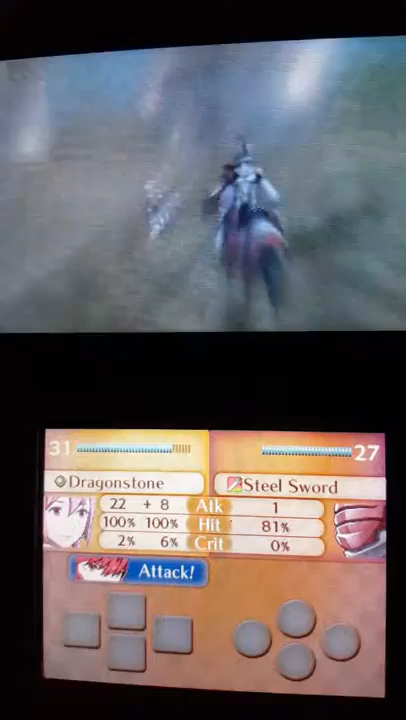 31 27
Dragonstone Steel Sword
22 + 8 Atk 1
100% 100% Hit 81%
2% 6% Crit 0%
Attack!